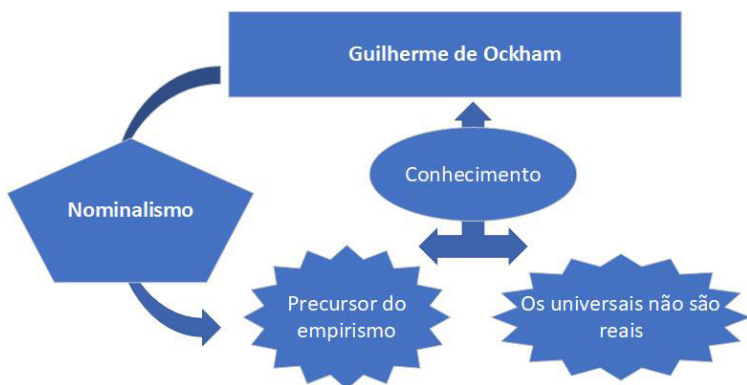 Guilherme de Ockham
Conhecimento
Nominalismo
Precursor do
empirismo
Os universais não são
reais